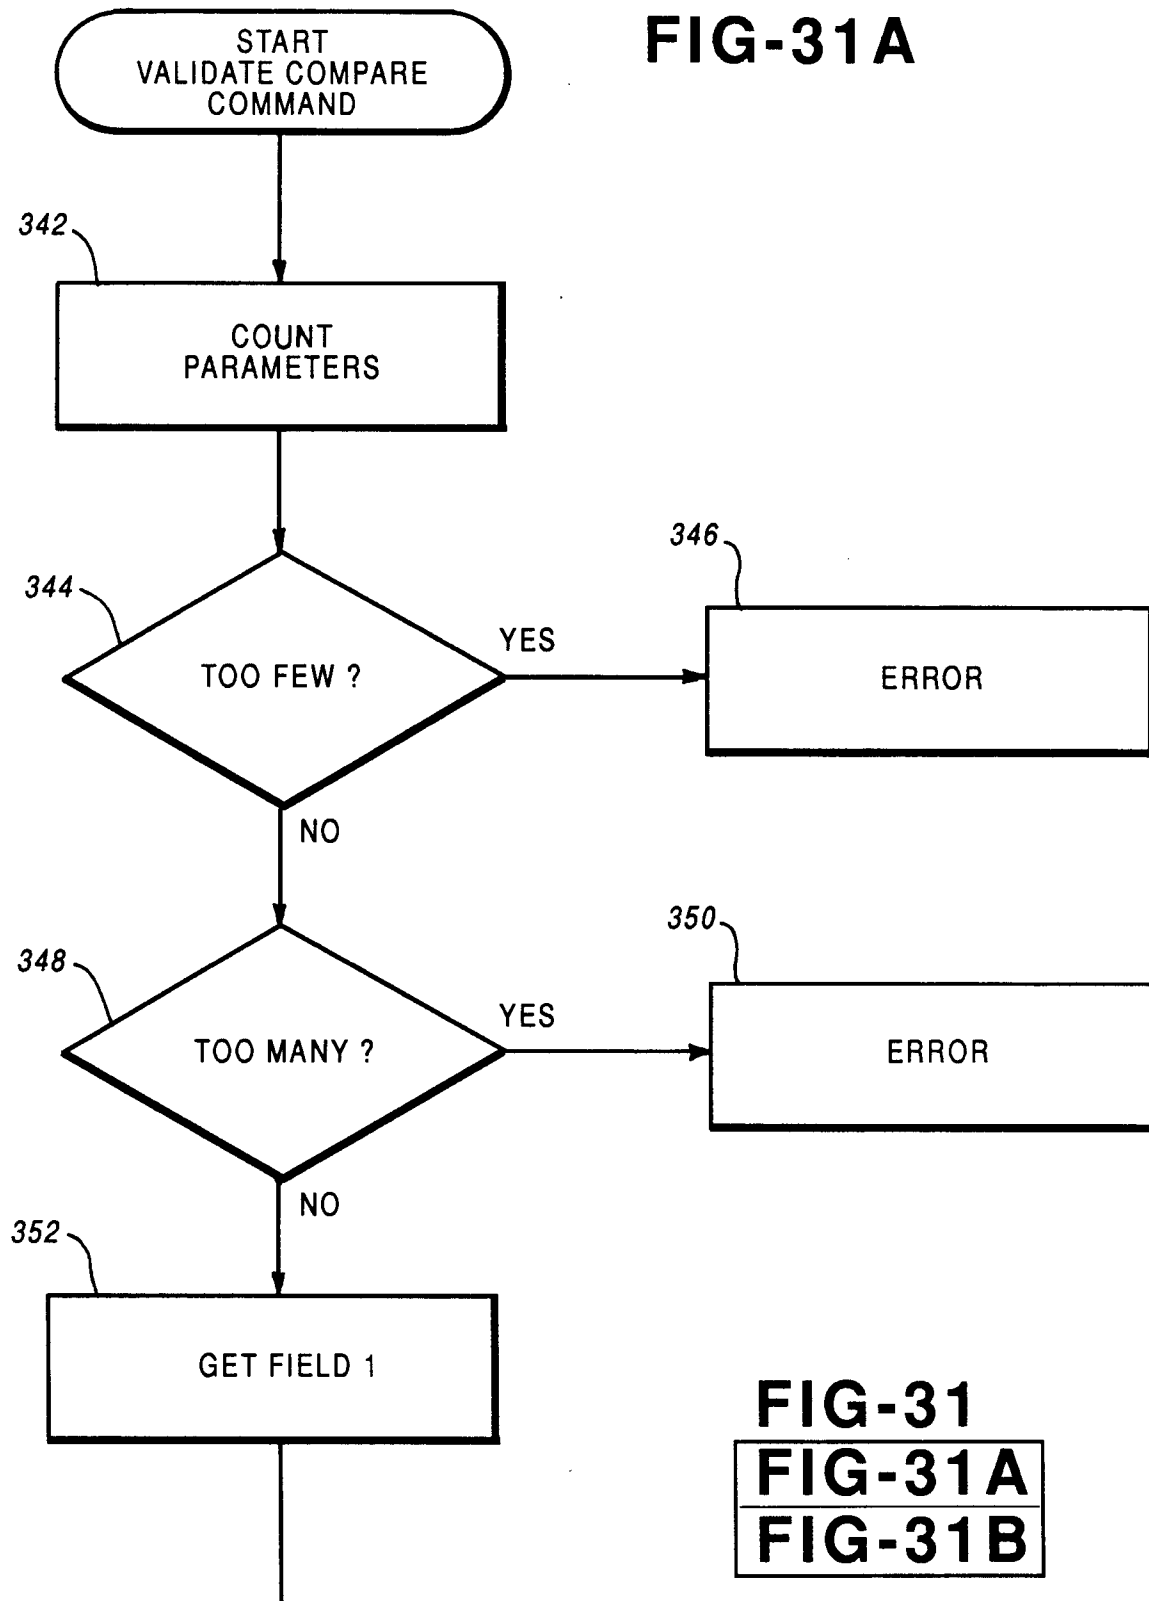 FIG-31A
START
VALIDATE COMPARE
COMMAND
342
COUNT
PARAMETERS
344
TOO FEW ?
YES
346
ERROR
NO
348
TOO MANY ?
YES
350
ERROR
NO
352
GET FIELD 1
FIG-31
FIG-31A
FIG-31B